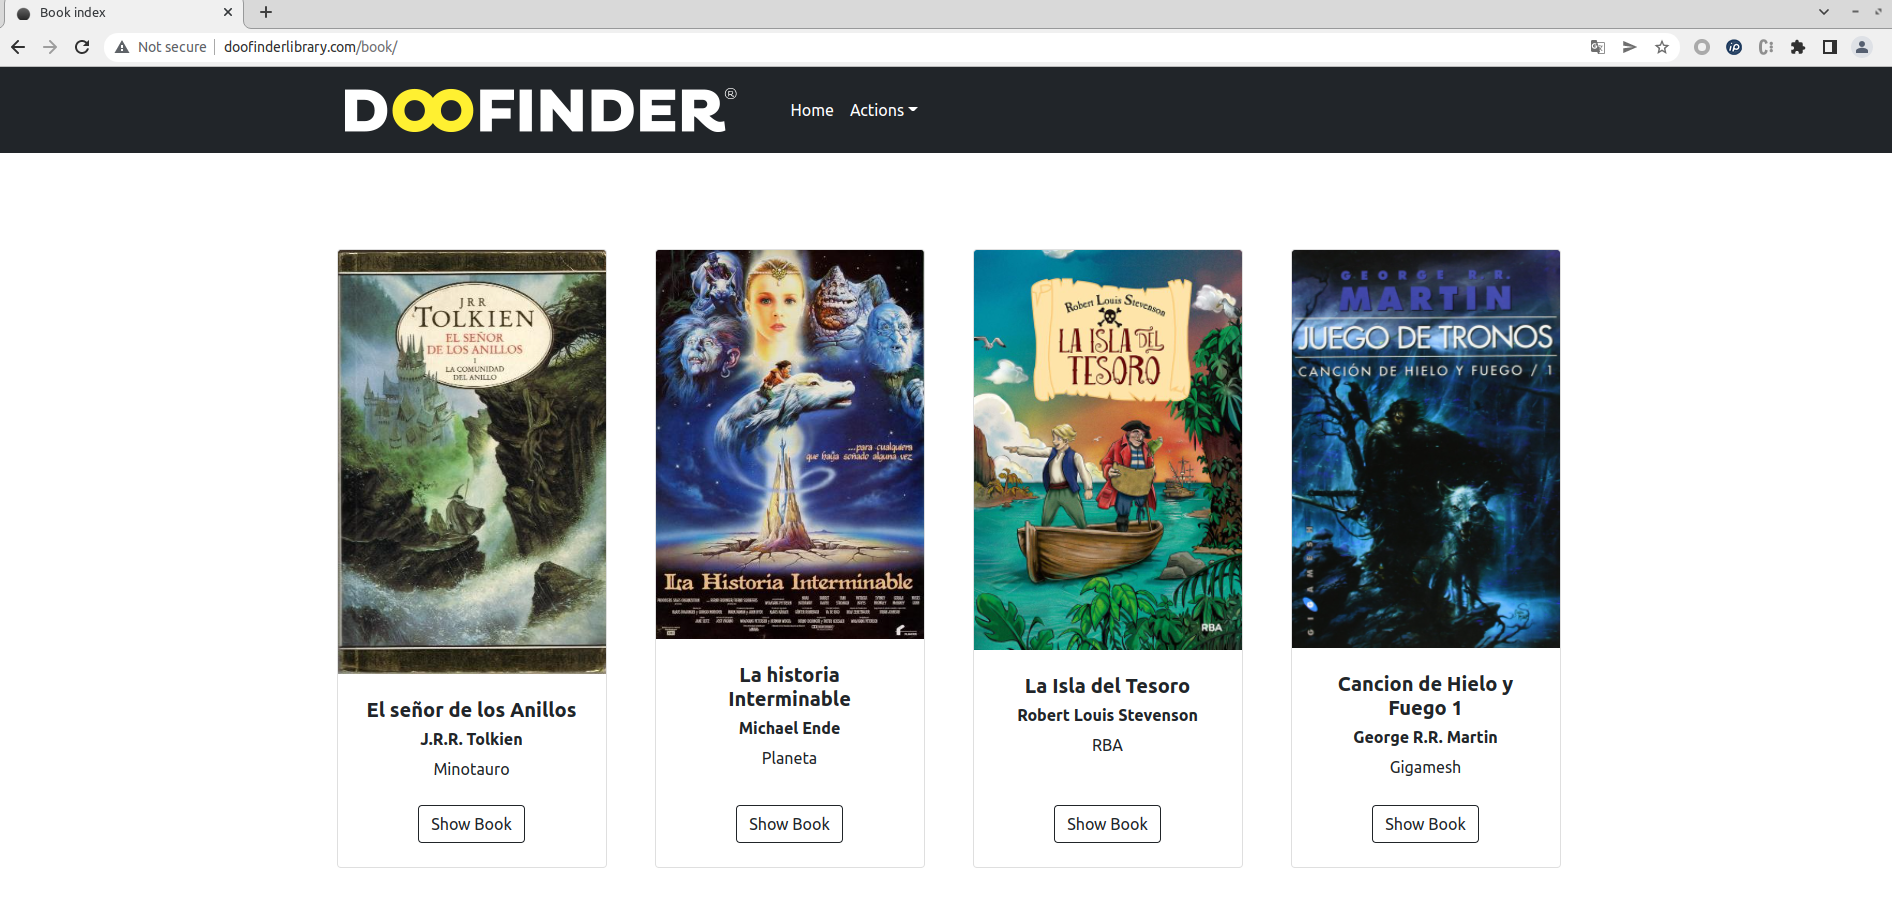 Book index
Not secure
doofinderlibrary.com/book/
DOOFINDER®
Home
Actions
J R R
TOLKIEN
EL SEÑOR
DE LOS ANILLOS
I
LA COMUNIDAD
DEL ANILLO
El señor de los Anillos
J.R.R. Tolkien
Minotauro
Show Book
...para cualquiera
que haya soñado alguna vez
La Historia Interminable
La historia
Interminable
Michael Ende
Planeta
Show Book
Robert Louis Stevenson
LA ISLA DEL
TESORO
RBA
La Isla del Tesoro
Robert Louis Stevenson
RBA
Show Book
GEORGE R.R.
MARTIN
JUEGO DE TRONOS
CANCIÓN DE HIELO Y FUEGO / 1
GIGAMESH
Cancion de Hielo y
Fuego 1
George R.R. Martin
Gigamesh
Show Book